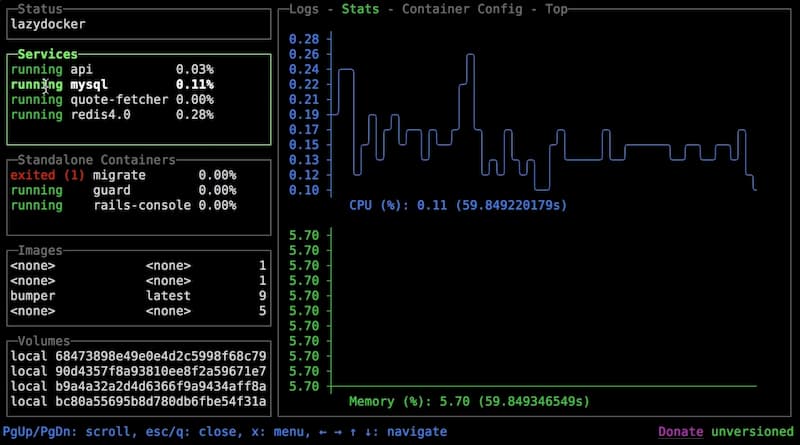 Status
lazydocker
Services
running api 0.03%
running mysql 0.11%
running quote-fetcher 0.00%
running redis4.0 0.28%
Standalone Containers
exited (1) migrate 0.00%
running guard 0.00%
running rails-console 0.00%
Images
<none> <none> 1
<none> <none> 1
bumper latest 9
<none> <none> 5
Volumes
local 68473898e49e0e4d2c5998f68c79
local 90d4357f8a93810ee8f2a59671e7
local b9a4a32a2d4d6366f9a9434aff8a
local bc80a55695b8d780db6fbe54f31a
Logs - Stats - Container Config - Top
0.28
0.26
0.24
0.22
0.21
0.19
0.17
0.15
0.13
0.12
0.10
CPU (%): 0.11 (59.849220179s)
5.70
5.70
5.70
5.70
5.70
5.70
5.70
5.70
5.70
5.70
5.70
Memory (%): 5.70 (59.849346549s)
PgUp/PgDn: scroll, esc/q: close, x: menu, ← → ↑ ↓: navigate
Donate unversioned